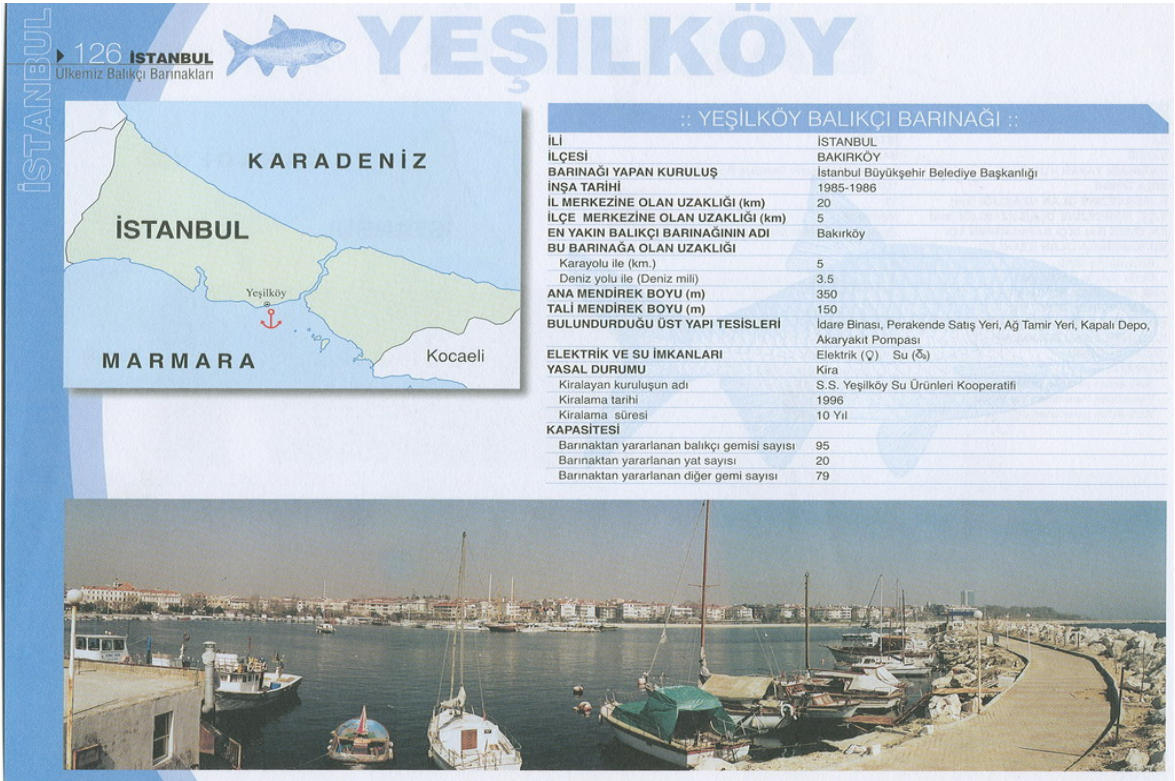 İSTANBUL
126 İSTANBUL
Ülkemiz Balıkçı Barınakları
YEŞİLKÖY
KARADENİZ
İSTANBUL
Yeşilköy
MARMARA
Kocaeli
:: YEŞİLKÖY BALIKÇI BARINAĞI ::
İLİ İSTANBUL
İLÇESİ BAKIRKÖY
BARINAĞI YAPAN KURULUŞ İstanbul Büyükşehir Belediye Başkanlığı
İNŞA TARİHİ 1985-1986
İL MERKEZİNE OLAN UZAKLIĞI (km) 20
İLÇE MERKEZİNE OLAN UZAKLIĞI (km) 5
EN YAKIN BALIKÇI BARINAĞININ ADI Bakırköy
BU BARINAĞA OLAN UZAKLIĞI
Karayolu ile (km.) 5
Deniz yolu ile (Deniz mili) 3.5
ANA MENDİREK BOYU (m) 350
TALİ MENDİREK BOYU (m) 150
BULUNDURDUĞU ÜST YAPI TESİSLERİ İdare Binası, Perakende Satış Yeri, Ağ Tamir Yeri, Kapalı Depo,
Akaryakıt Pompası
ELEKTRİK VE SU İMKANLARI Elektrik Su
YASAL DURUMU Kira
Kiralayan kuruluşun adı S.S. Yeşilköy Su Ürünleri Kooperatifi
Kiralama tarihi 1996
Kiralama süresi 10 Yıl
KAPASİTESİ
Barınaktan yararlanan balıkçı gemisi sayısı 95
Barınaktan yararlanan yat sayısı 20
Barınaktan yararlanan diğer gemi sayısı 79